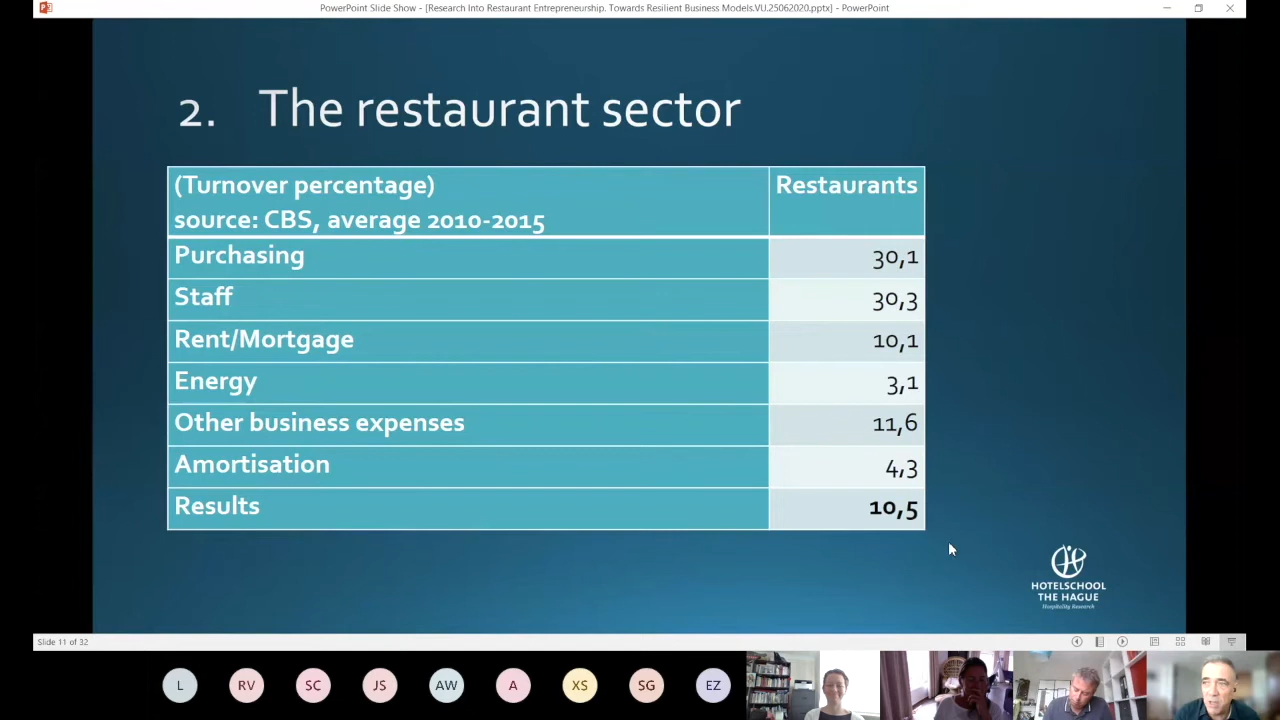 PowerPoint Slide Show - [Research Into Restaurant Entrepreneurship. Towards Resilient Business Models.VU.25062020.pptx] - PowerPoint
2. The restaurant sector
(Turnover percentage) Restaurants
source: CBS, average 2010-2015
Purchasing 30,1
Staff 30,3
Rent/Mortgage 10,1
Energy 3,1
Other business expenses 11,6
Amortisation 4,3
Results 10,5
HOTELSCHOOL
THE HAGUE
Hospitality Research
Slide 11 of 32
L RV SC JS AW A XS SG EZ